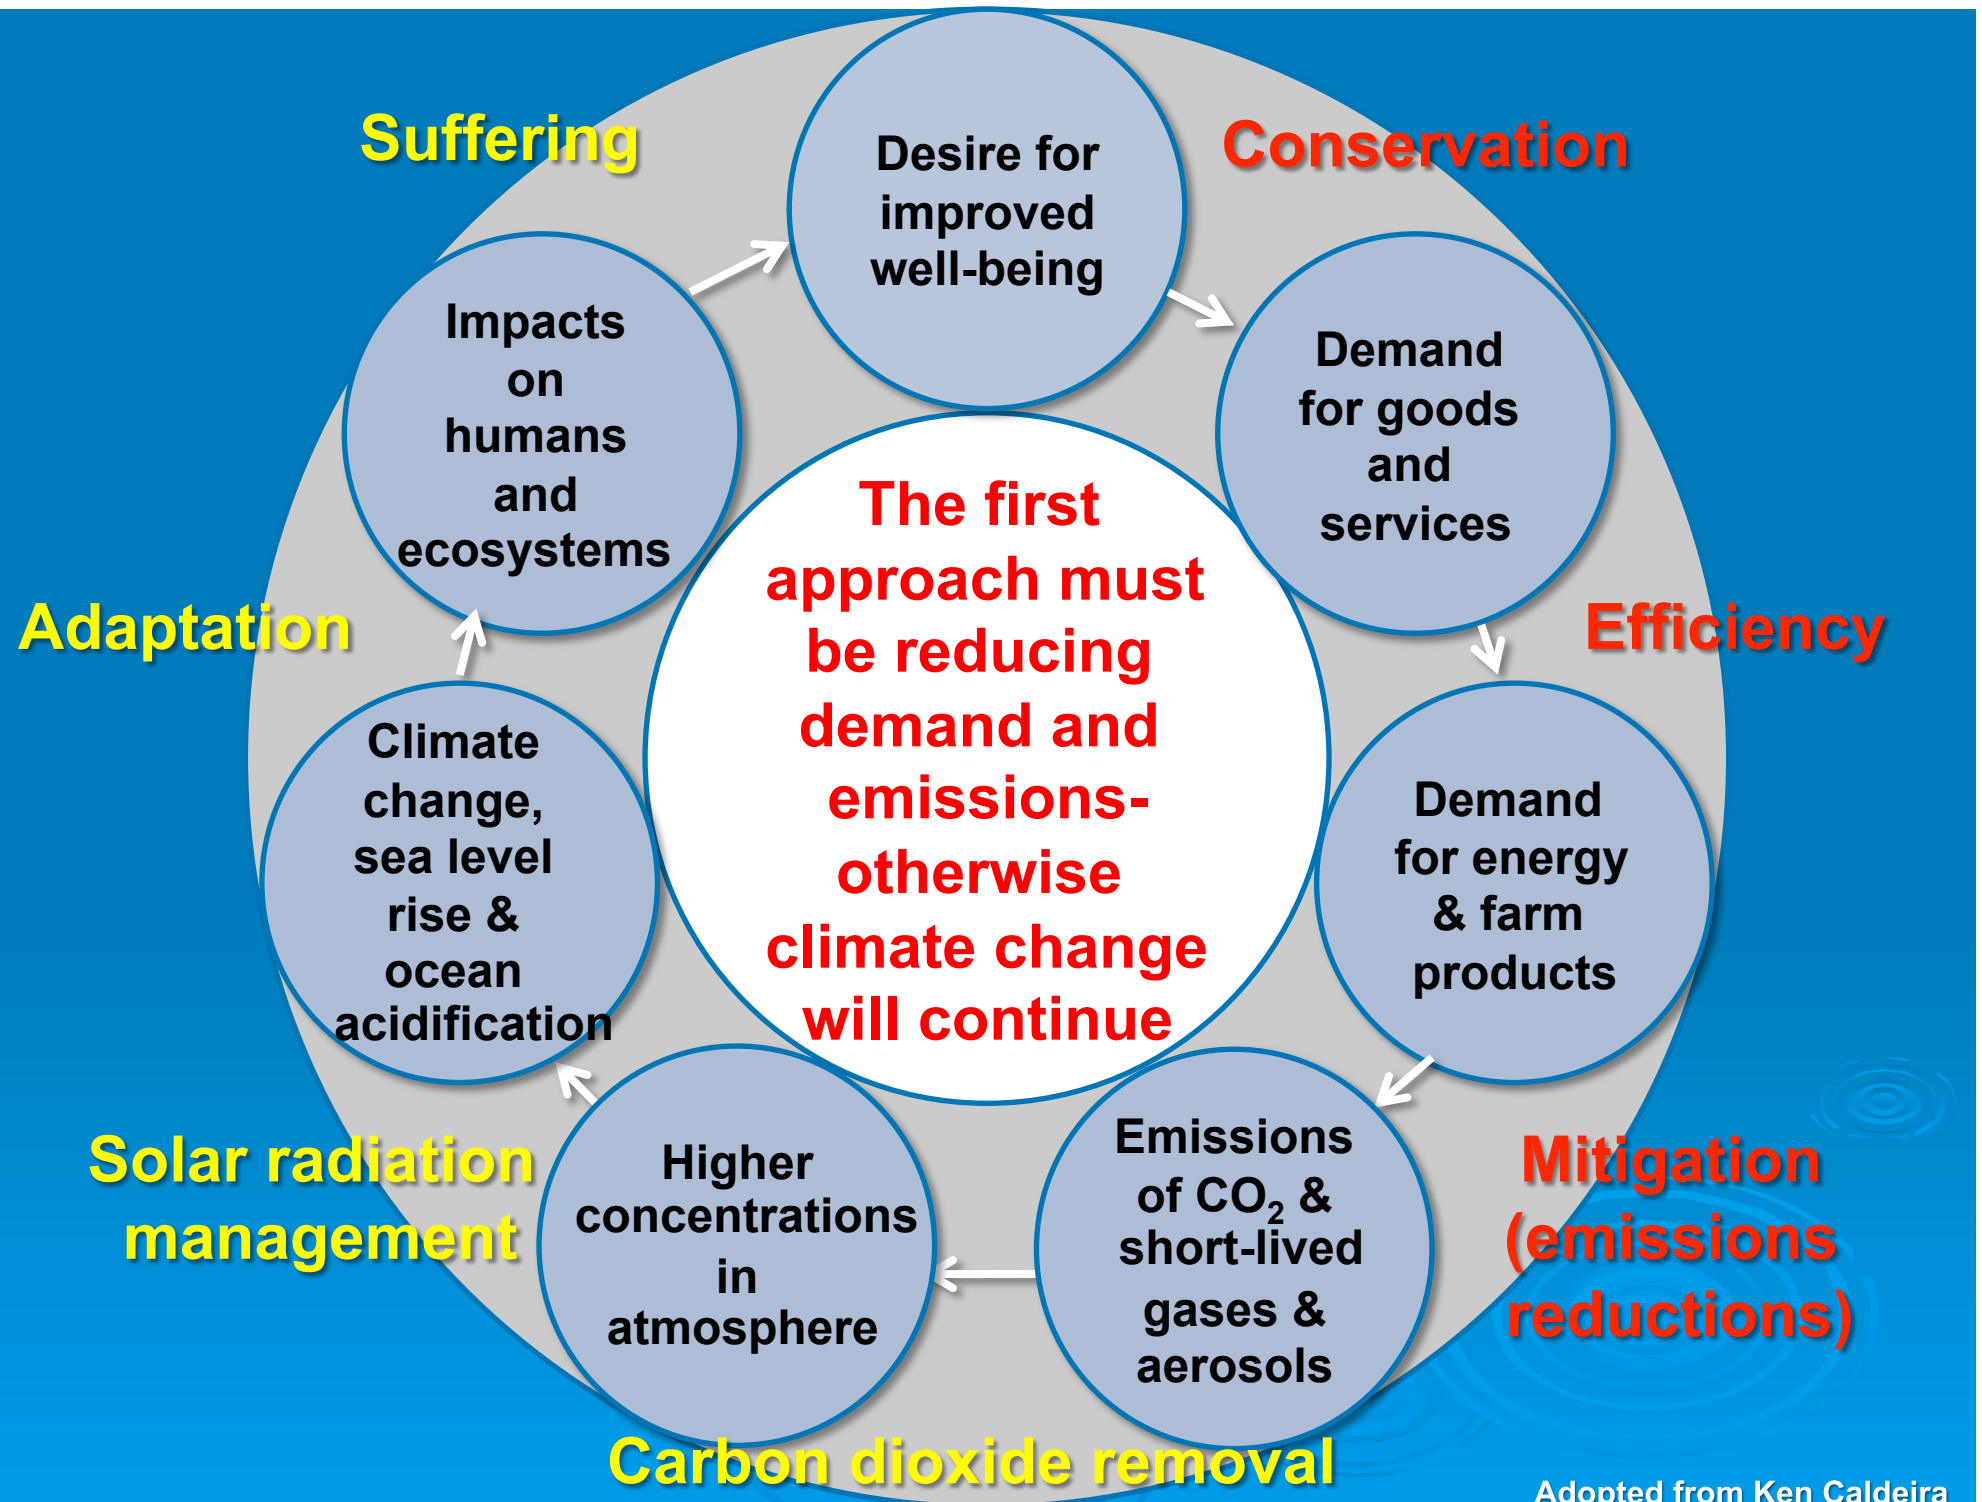 Suffering
Conservation
Desire for
improved
well-being
Impacts
on
humans
and
ecosystems
Demand
for goods
and
services
The first
approach must
be reducing
demand and
emissions-
otherwise
climate change
will continue
Adaptation
Efficiency
Climate
change,
sea level
rise &
ocean
acidification
Demand
for energy
& farm
products
Solar radiation
management
Higher
concentrations
in
atmosphere
Emissions
of CO₂ &
short-lived
gases &
aerosols
Mitigation
(emissions
reductions)
Carbon dioxide removal
Adopted from Ken Caldeira